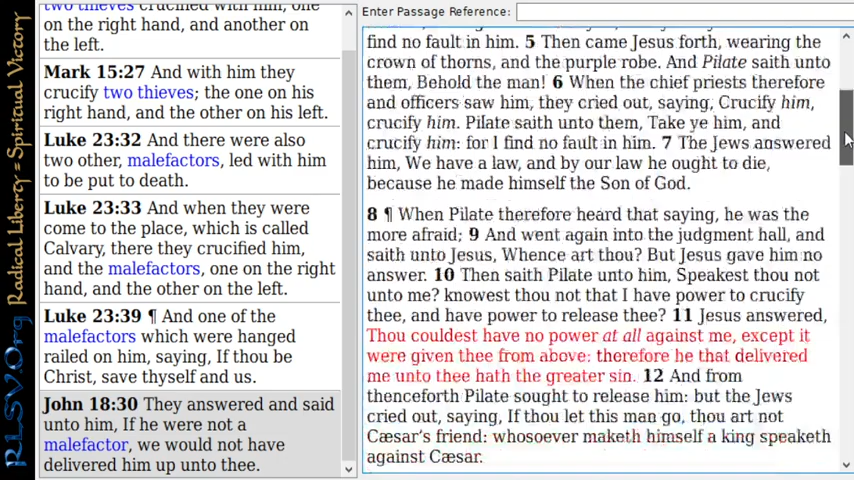 RLSV.Org Radical Liberty = Spiritual Victory
two thieves crucified with him, one
on the right hand, and another on
the left.
Mark 15:27 And with him they
crucify two thieves; the one on his
right hand, and the other on his left.
Luke 23:32 And there were also
two other, malefactors, led with him
to be put to death.
Luke 23:33 And when they were
come to the place, which is called
Calvary, there they crucified him,
and the malefactors, one on the right
hand, and the other on the left.
Luke 23:39 ¶ And one of the
malefactors which were hanged
railed on him, saying, If thou be
Christ, save thyself and us.
John 18:30 They answered and said
unto him, If he were not a
malefactor, we would not have
delivered him up unto thee.
Enter Passage Reference:
find no fault in him. 5 Then came Jesus forth, wearing the
crown of thorns, and the purple robe. And Pilate saith unto
them, Behold the man! 6 When the chief priests therefore
and officers saw him, they cried out, saying, Crucify him,
crucify him. Pilate saith unto them, Take ye him, and
crucify him: for I find no fault in him. 7 The Jews answered
him, We have a law, and by our law he ought to die,
because he made himself the Son of God.
8 ¶ When Pilate therefore heard that saying, he was the
more afraid; 9 And went again into the judgment hall, and
saith unto Jesus, Whence art thou? But Jesus gave him no
answer. 10 Then saith Pilate unto him, Speakest thou not
unto me? knowest thou not that I have power to crucify
thee, and have power to release thee? 11 Jesus answered,
Thou couldest have no power at all against me, except it
were given thee from above: therefore he that delivered
me unto thee hath the greater sin. 12 And from
thenceforth Pilate sought to release him: but the Jews
cried out, saying, If thou let this man go, thou art not
Cæsar's friend: whosoever maketh himself a king speaketh
against Cæsar.